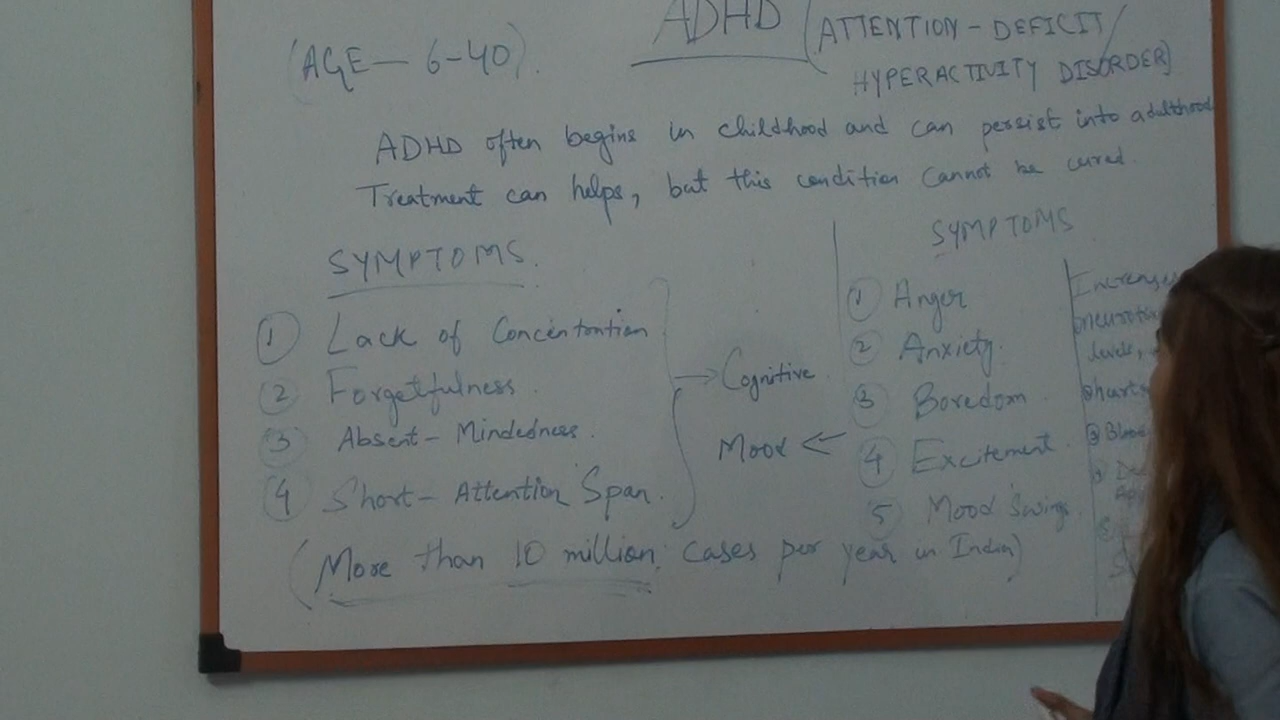 (AGE — 6-40).
ADHD (ATTENTION - DEFICIT/
HYPERACTIVITY DISORDER)
ADHD often begins in childhood and can persist into adulthood
Treatment can helps, but this condition cannot be cured.
SYMPTOMS.
① Lack of Concentration
② Forgetfulness.
③ Absent - Mindedness.
④ Short - Attention Span.
→ Cognitive
Mood ←
SYMPTOMS
① Anger
② Anxiety.
③ Boredom.
④ Excitement.
⑤ Mood Swings.
Increases
levels,
(More than 10 million cases per year in India)